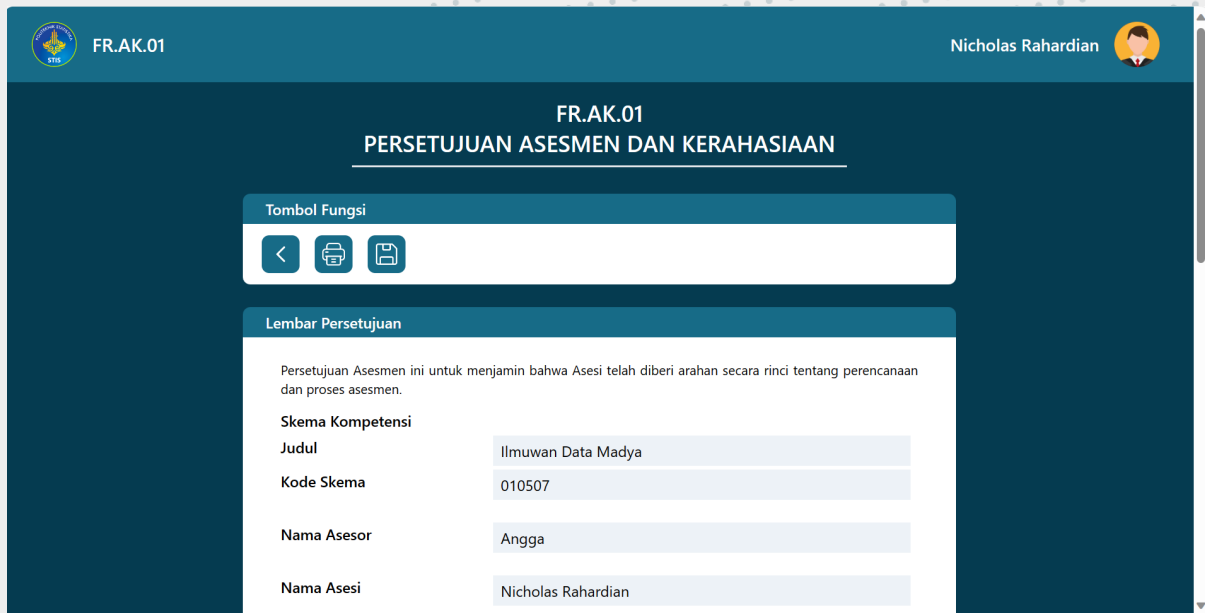 FR.AK.01
Nicholas Rahardian
STIS
FR.AK.01
PERSETUJUAN ASESMEN DAN KERAHASIAAN
Tombol Fungsi
Lembar Persetujuan
Persetujuan Asesmen ini untuk menjamin bahwa Asesi telah diberi arahan secara rinci tentang perencanaan
dan proses asesmen.
Skema Kompetensi
Judul
Ilmuwan Data Madya
Kode Skema
010507
Nama Asesor
Angga
Nama Asesi
Nicholas Rahardian